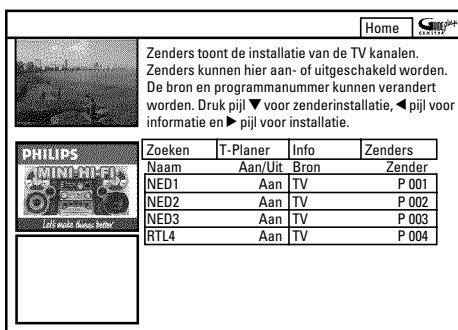 Home GUIDE Plus+
GEMSTAR
Zenders toont de installatie van de TV kanalen.
Zenders kunnen hier aan- of uitgeschakeld worden.
De bron en programmanummer kunnen verandert
worden. Druk pijl ▼ voor zenderinstallatie, ◀ pijl voor
informatie en ▶ pijl voor installatie.
PHILIPS
MINI-HI-FI
Let's make things better.
Zoeken T-Planer Info Zenders
Naam Aan/Uit Bron Zender
NED1 Aan TV P 001
NED2 Aan TV P 002
NED3 Aan TV P 003
RTL4 Aan TV P 004